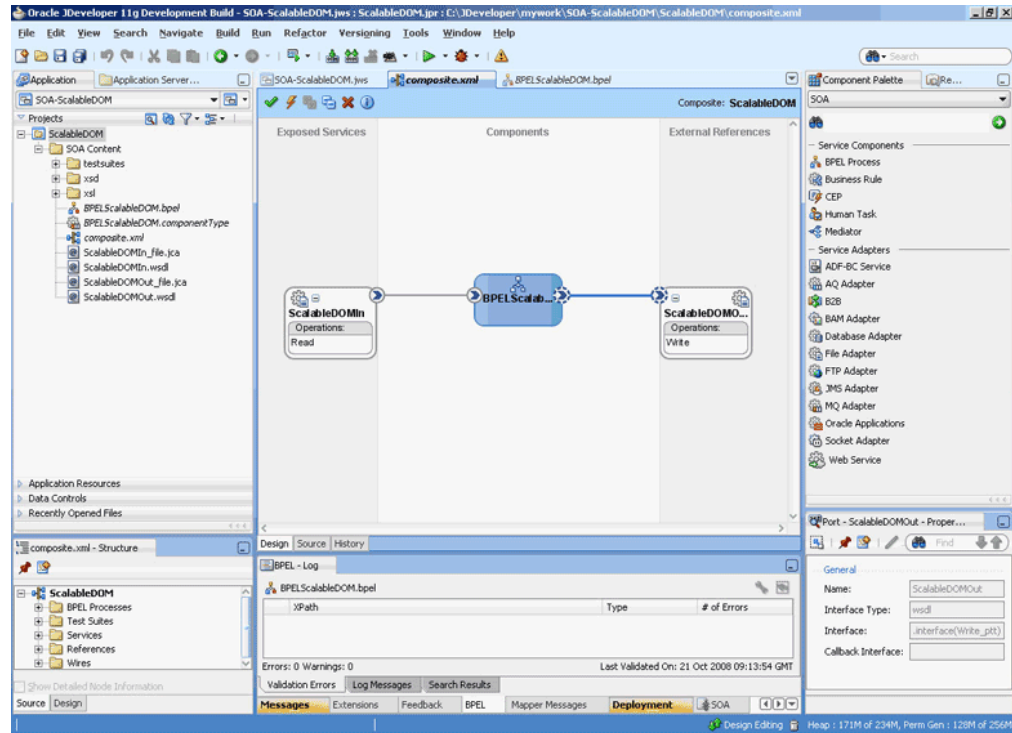 Oracle JDeveloper 11g Development Build - SOA-ScalableDOM.jws : ScalableDOM.jpr : C:\JDeveloper\mywork\SOA-ScalableDOM\ScalableDOM\composite.xml
File Edit View Search Navigate Build Run Refactor Versioning Tools Window Help
Search
Application
Application Server...
SOA-ScalableDOM
Projects
ScalableDOM
SOA Content
testsuites
xsd
xsl
BPELScalableDOM.bpel
BPELScalableDOM.componentType
composite.xml
ScalableDOMIn_file.jca
ScalableDOMIn.wsdl
ScalableDOMOut_file.jca
ScalableDOMOut.wsdl
Application Resources
Data Controls
Recently Opened Files
composite.xml - Structure
ScalableDOM
BPEL Processes
Test Suites
Services
References
Wires
Show Detailed Node Information
Source Design
SOA-ScalableDOM.jws composite.xml BPELScalableDOM.bpel
Composite: ScalableDOM
Exposed Services Components External References
ScalableDOMIn
Operations:
Read
BPELScalab...
ScalableDOMO...
Operations:
Write
Design Source History
BPEL - Log
BPELScalableDOM.bpel
XPath Type # of Errors
Errors: 0 Warnings: 0 Last Validated On: 21 Oct 2008 09:13:54 GMT
Validation Errors Log Messages Search Results
Messages Extensions Feedback BPEL Mapper Messages Deployment SOA
Component Palette Re...
SOA
Service Components
BPEL Process
Business Rule
CEP
Human Task
Mediator
Service Adapters
ADF-BC Service
AQ Adapter
B2B
BAM Adapter
Database Adapter
File Adapter
FTP Adapter
JMS Adapter
MQ Adapter
Oracle Applications
Socket Adapter
Web Service
Port - ScalableDOMOut - Proper...
Find
General
Name: ScalableDOMOut
Interface Type: wsdl
Interface: .interface(Write_ptt)
Callback Interface:
Design Editing Heap : 171M of 234M, Perm Gen : 128M of 256M